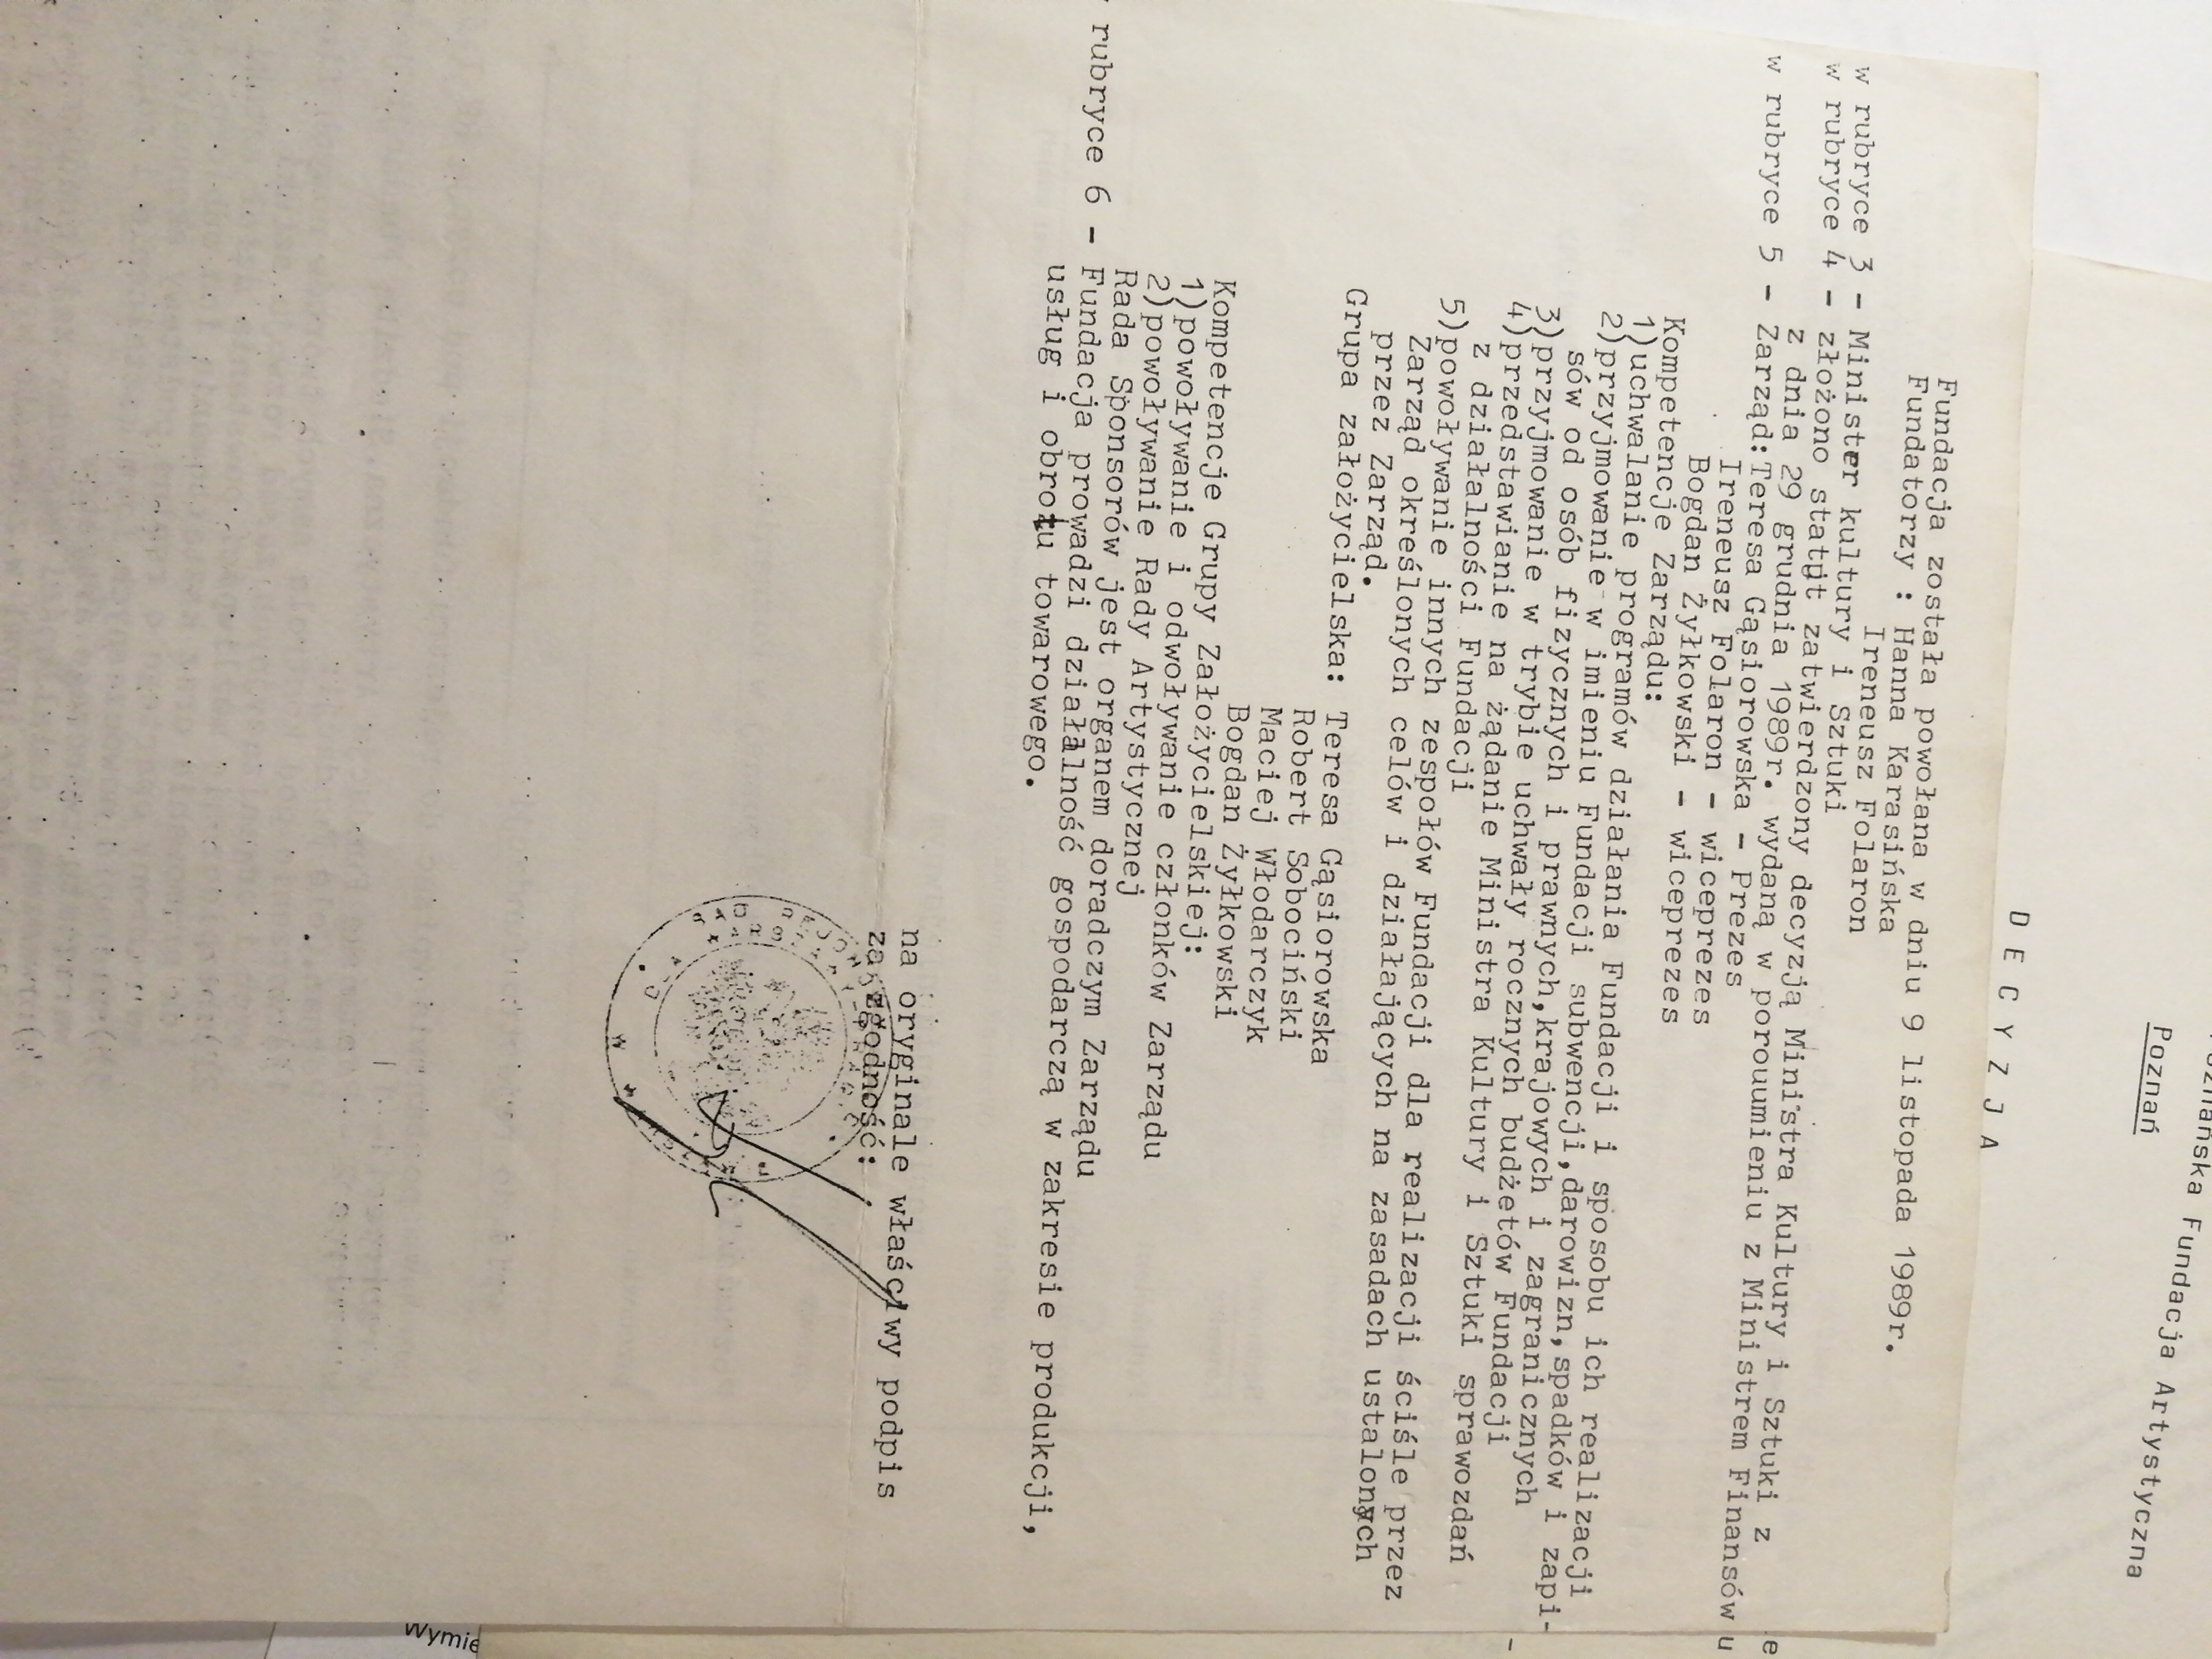 Poznańska Fundacja Artystyczna
Poznań
D E C Y Z J A
Fundacja została powołana w dniu 9 listopada 1989r.
Fundatorzy : Hanna Karasińska
Ireneusz Folaron
w rubryce 3 - Minister kultury i Sztuki
w rubryce 4 - złożono statut zatwierdzony decyzją Ministra Kultury i Sztuki z
z dnia 29 grudnia 1989r. wydaną w porouumieniu z Ministrem Finansów
w rubryce 5 - Zarząd:Teresa Gąsiorowska - Prezes
Ireneusz Folaron - wiceprezes
Bogdan Żyłkowski - wiceprezes
Kompetencje Zarządu:
1)uchwalanie programów działania Fundacji i sposobu ich realizacji
2)przyjmowanie w imieniu Fundacji subwencji,darowizn,spadków i zapi-
sów od osób fizycznych i prawnych,krajowych i zagranicznych
3)przyjmowanie w trybie uchwały rocznych budżetów Fundacji
4)przedstawianie na żądanie Ministra Kultury i Sztuki sprawozdań
z działalności Fundacji
5)powoływanie innych zespołów Fundacji dla realizacji ściśle przez
Zarząd określonych celów i działających na zasadach ustalonych
przez Zarząd.
Grupa założycielska: Teresa Gąsiorowska
Robert Sobociński
Maciej Włodarczyk
Bogdan Żyłkowski
Kompetencje Grupy Założycielskiej:
1)powoływanie i odwoływanie członków Zarządu
2)powoływanie Rady Artystycznej
Rada Sponsorów jest organem doradczym Zarządu
rubryce 6 - Fundacja prowadzi działalność gospodarczą w zakresie produkcji,
usług i obrotu towarowego.
na oryginale właściwy podpis
za zgodność:
Wymie